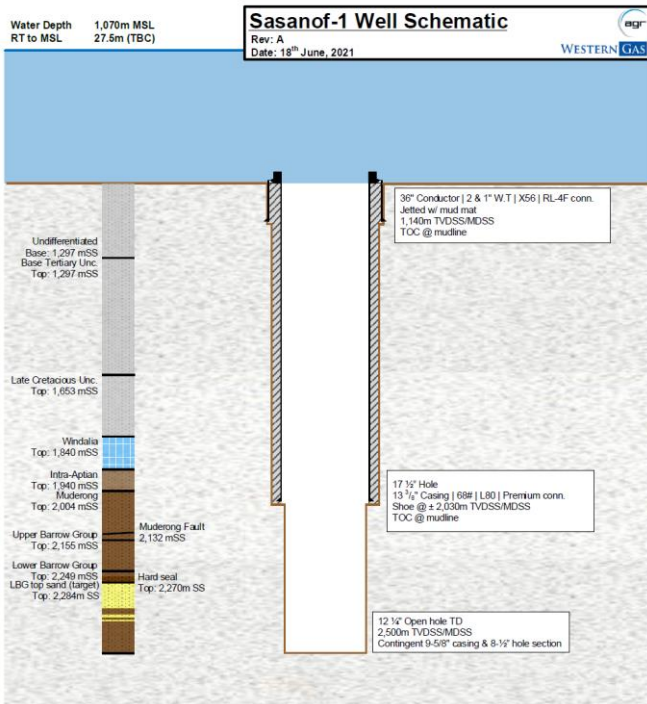 Water Depth 1,070m MSL
RT to MSL 27.5m (TBC)
Sasanof-1 Well Schematic
Rev: A
Date: 18th June, 2021
agr
WESTERN GAS
36" Conductor | 2 & 1" W.T | X56 | RL-4F conn.
Jetted w/ mud mat
1,140m TVDSS/MDSS
TOC @ mudline
Undifferentiated
Base: 1,297 mSS
Base Tertiary Unc.
Top: 1,297 mSS
Late Cretacious Unc.
Top: 1,653 mSS
Windalia
Top: 1,840 mSS
Intra-Aptian
Top: 1,940 mSS
Muderong
Top: 2,004 mSS
Muderong Fault
2,132 mSS
Upper Barrow Group
Top: 2,155 mSS
Lower Barrow Group
Top: 2,249 mSS
Hard seal
Top: 2,270m SS
LBG top sand (target)
Top: 2,284m SS
17 ½" Hole
13 3/8" Casing | 68# | L80 | Premium conn.
Shoe @ ± 2,030m TVDSS/MDSS
TOC @ mudline
12 ¼" Open hole TD
2,500m TVDSS/MDSS
Contingent 9-5/8" casing & 8-½" hole section